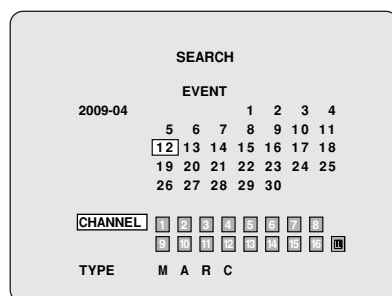 SEARCH
EVENT
2009-04 1 2 3 4
5 6 7 8 9 10 11
12 13 14 15 16 17 18
19 20 21 22 23 24 25
26 27 28 29 30
CHANNEL 1 2 3 4 5 6 7 8
9 10 11 12 13 14 15 16
TYPE M A R C